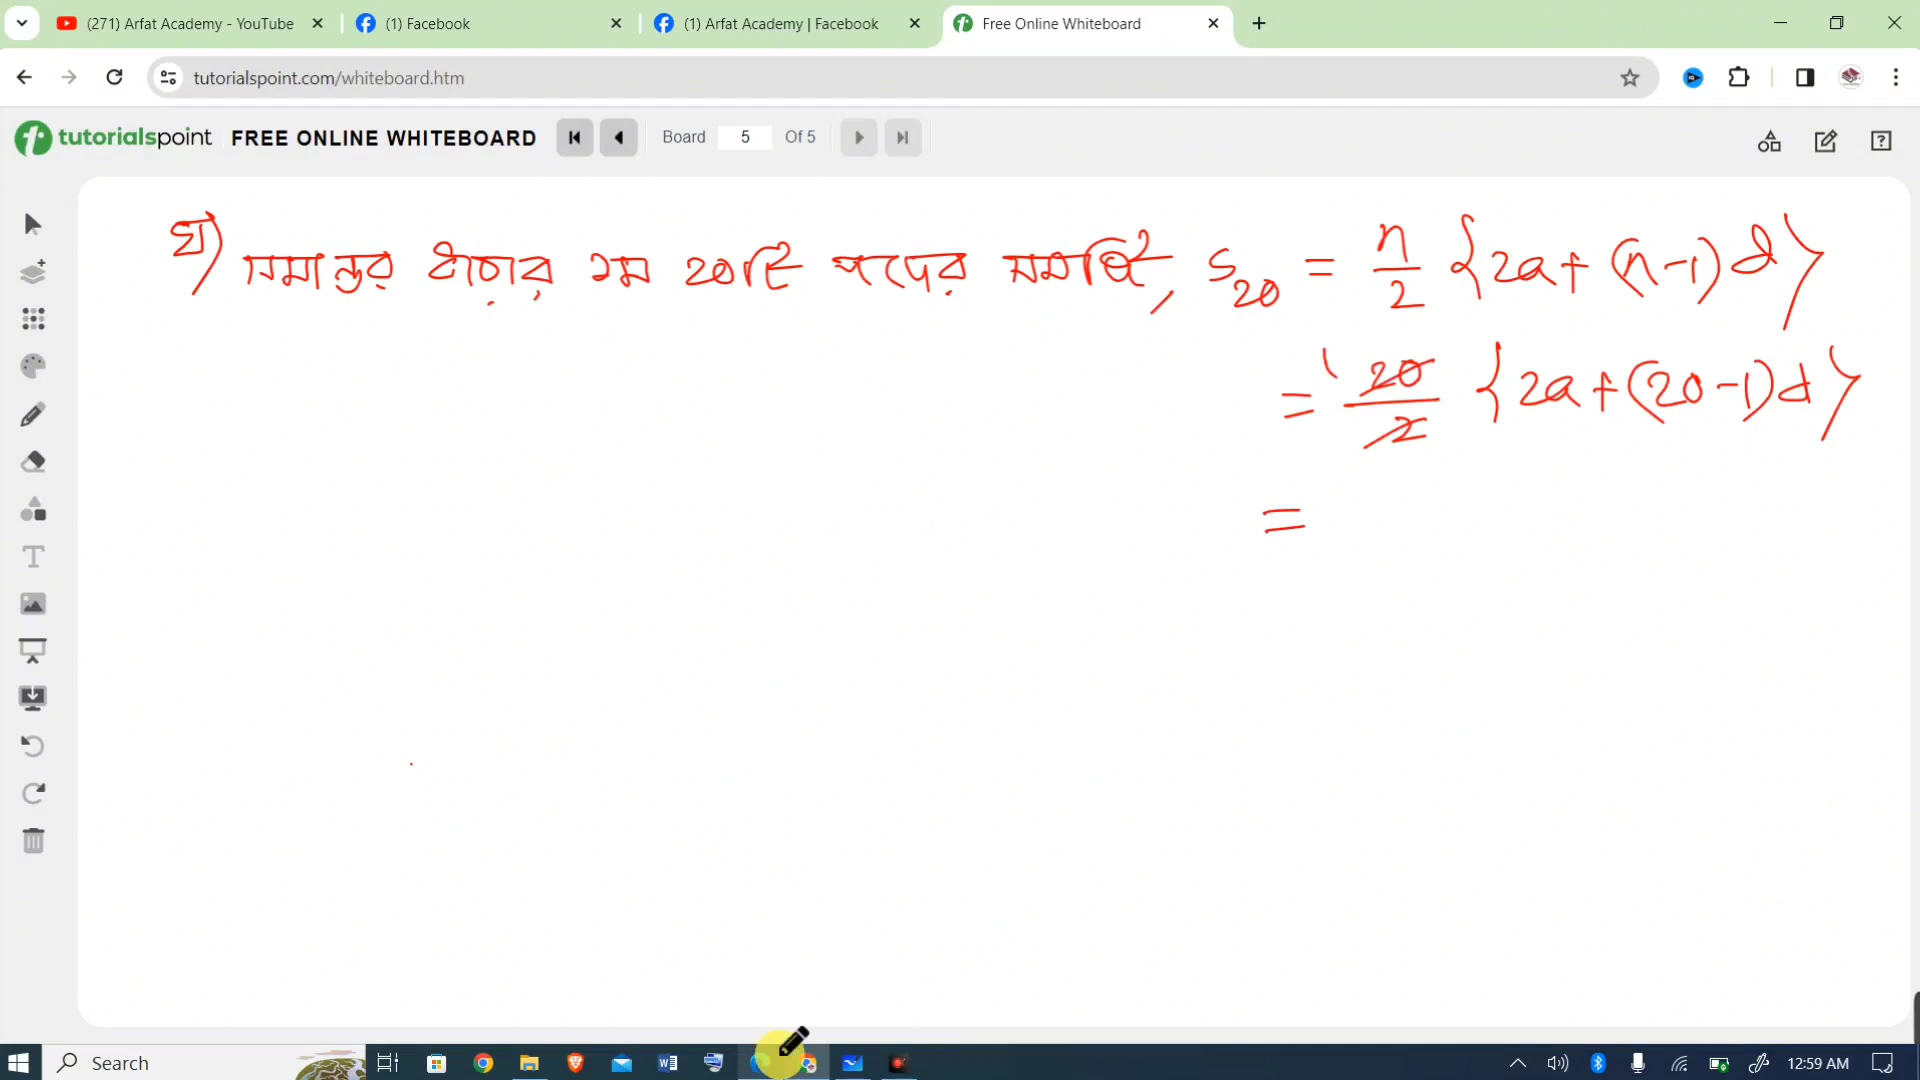 (271) Arfat Academy - YouTube (1) Facebook (1) Arfat Academy | Facebook Free Online Whiteboard
tutorialspoint.com/whiteboard.htm
tutorialspoint FREE ONLINE WHITEBOARD Board 5 Of 5
ঘ) সমান্তর ধারার ১ম 20টি পদের সমষ্টি, S₂₀ = n/2 {2a+(n-1)d}
= 20/2 {2a+(20-1)d}
=
Search 12:59 AM